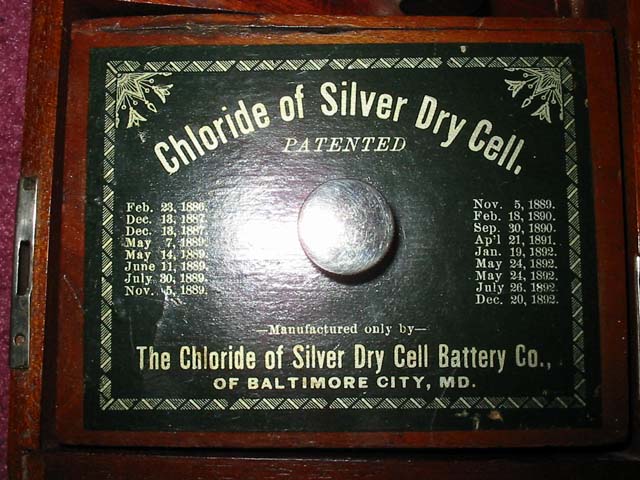 Chloride of Silver Dry Cell.
PATENTED
Feb. 23, 1886.
Dec. 13, 1887.
Dec. 13, 1887.
May 7, 1889.
May 14, 1889.
June 11, 1889.
July 30, 1889.
Nov. 5, 1889.
Nov. 5, 1889.
Feb. 18, 1890.
Sep. 30, 1890.
Ap'l 21, 1891.
Jan. 19, 1892.
May 24, 1892.
May 24, 1892.
July 26. 1892.
Dec. 20, 1892.
—Manufactured only by—
The Chloride of Silver Dry Cell Battery Co.,
OF BALTIMORE CITY, MD.